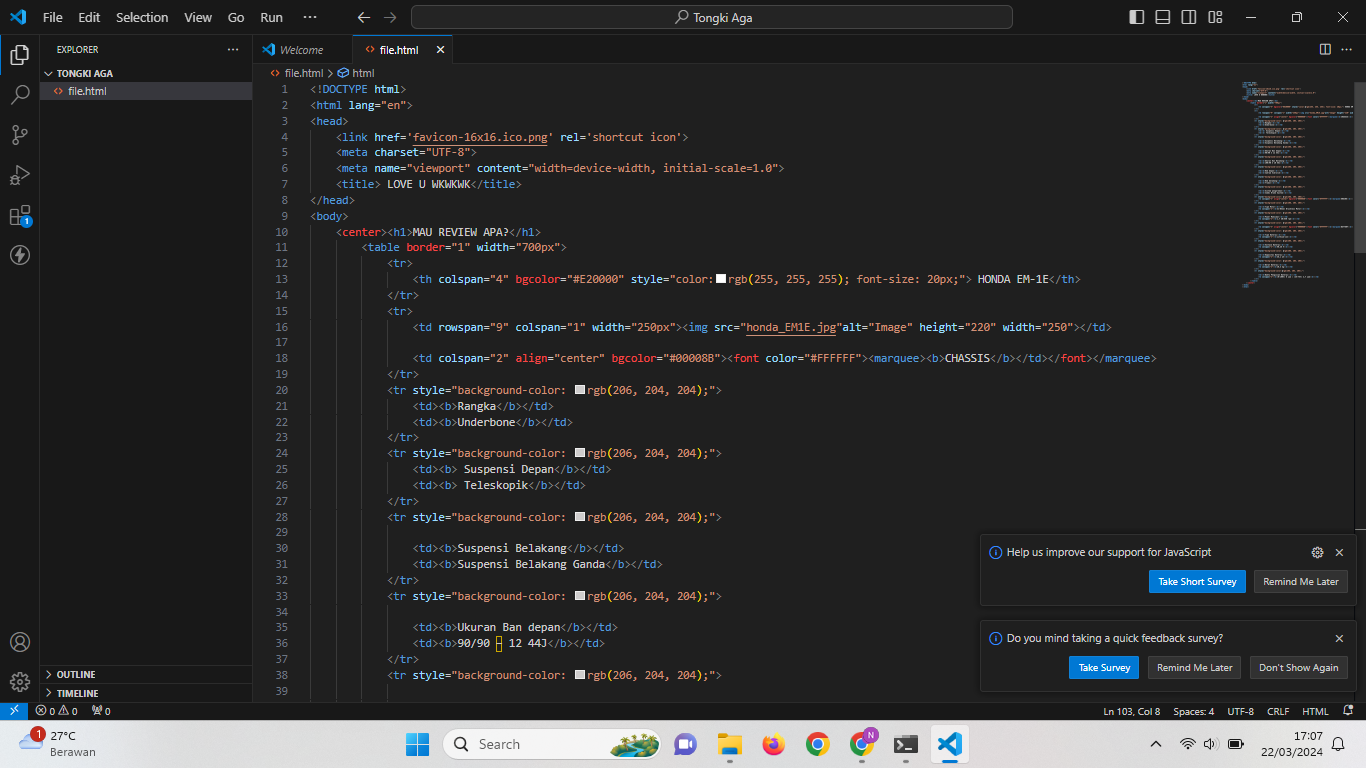 File Edit Selection View Go Run ··· Tongki Aga
EXPLORER ···
TONGKI AGA
file.html
OUTLINE
TIMELINE
Welcome file.html
file.html > html
1 <!DOCTYPE html>
2 <html lang="en">
3 <head>
4 <link href='favicon-16x16.ico.png' rel='shortcut icon'>
5 <meta charset="UTF-8">
6 <meta name="viewport" content="width=device-width, initial-scale=1.0">
7 <title> LOVE U WKWKWK</title>
8 </head>
9 <body>
10 <center><h1>MAU REVIEW APA?</h1>
11 <table border="1" width="700px">
12 <tr>
13 <th colspan="4" bgcolor="#E20000" style="color:rgb(255, 255, 255); font-size: 20px;"> HONDA EM-1E</th>
14 </tr>
15 <tr>
16 <td rowspan="9" colspan="1" width="250px"><img src="honda_EM1E.jpg"alt="Image" height="220" width="250"></td>
17
18 <td colspan="2" align="center" bgcolor="#00008B"><font color="#FFFFFF"><marquee><b>CHASSIS</b></td></font></marquee>
19 </tr>
20 <tr style="background-color: rgb(206, 204, 204);">
21 <td><b>Rangka</b></td>
22 <td><b>Underbone</b></td>
23 </tr>
24 <tr style="background-color: rgb(206, 204, 204);">
25 <td><b> Suspensi Depan</b></td>
26 <td><b> Teleskopik</b></td>
27 </tr>
28 <tr style="background-color: rgb(206, 204, 204);">
29
30 <td><b>Suspensi Belakang</b></td>
31 <td><b>Suspensi Belakang Ganda</b></td>
32 </tr>
33 <tr style="background-color: rgb(206, 204, 204);">
34
35 <td><b>Ukuran Ban depan</b></td>
36 <td><b>90/90 – 12 44J</b></td>
37 </tr>
38 <tr style="background-color: rgb(206, 204, 204);">
39
Help us improve our support for JavaScript
Take Short Survey Remind Me Later
Do you mind taking a quick feedback survey?
Take Survey Remind Me Later Don't Show Again
1
0 0 0 Ln 103, Col 8 Spaces: 4 UTF-8 CRLF HTML
1 27°C
Berawan
Search
N
17:07
22/03/2024